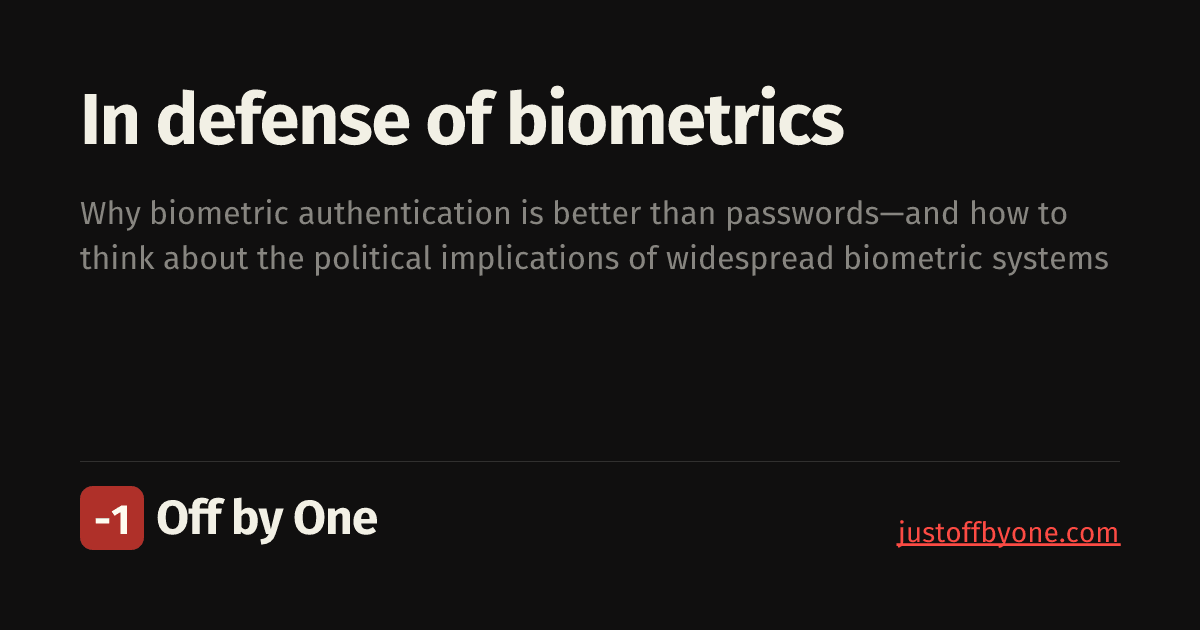 In defense of biometrics
Why biometric authentication is better than passwords—and how to
think about the political implications of widespread biometric systems
-1 Off by One
justoffbyone.com